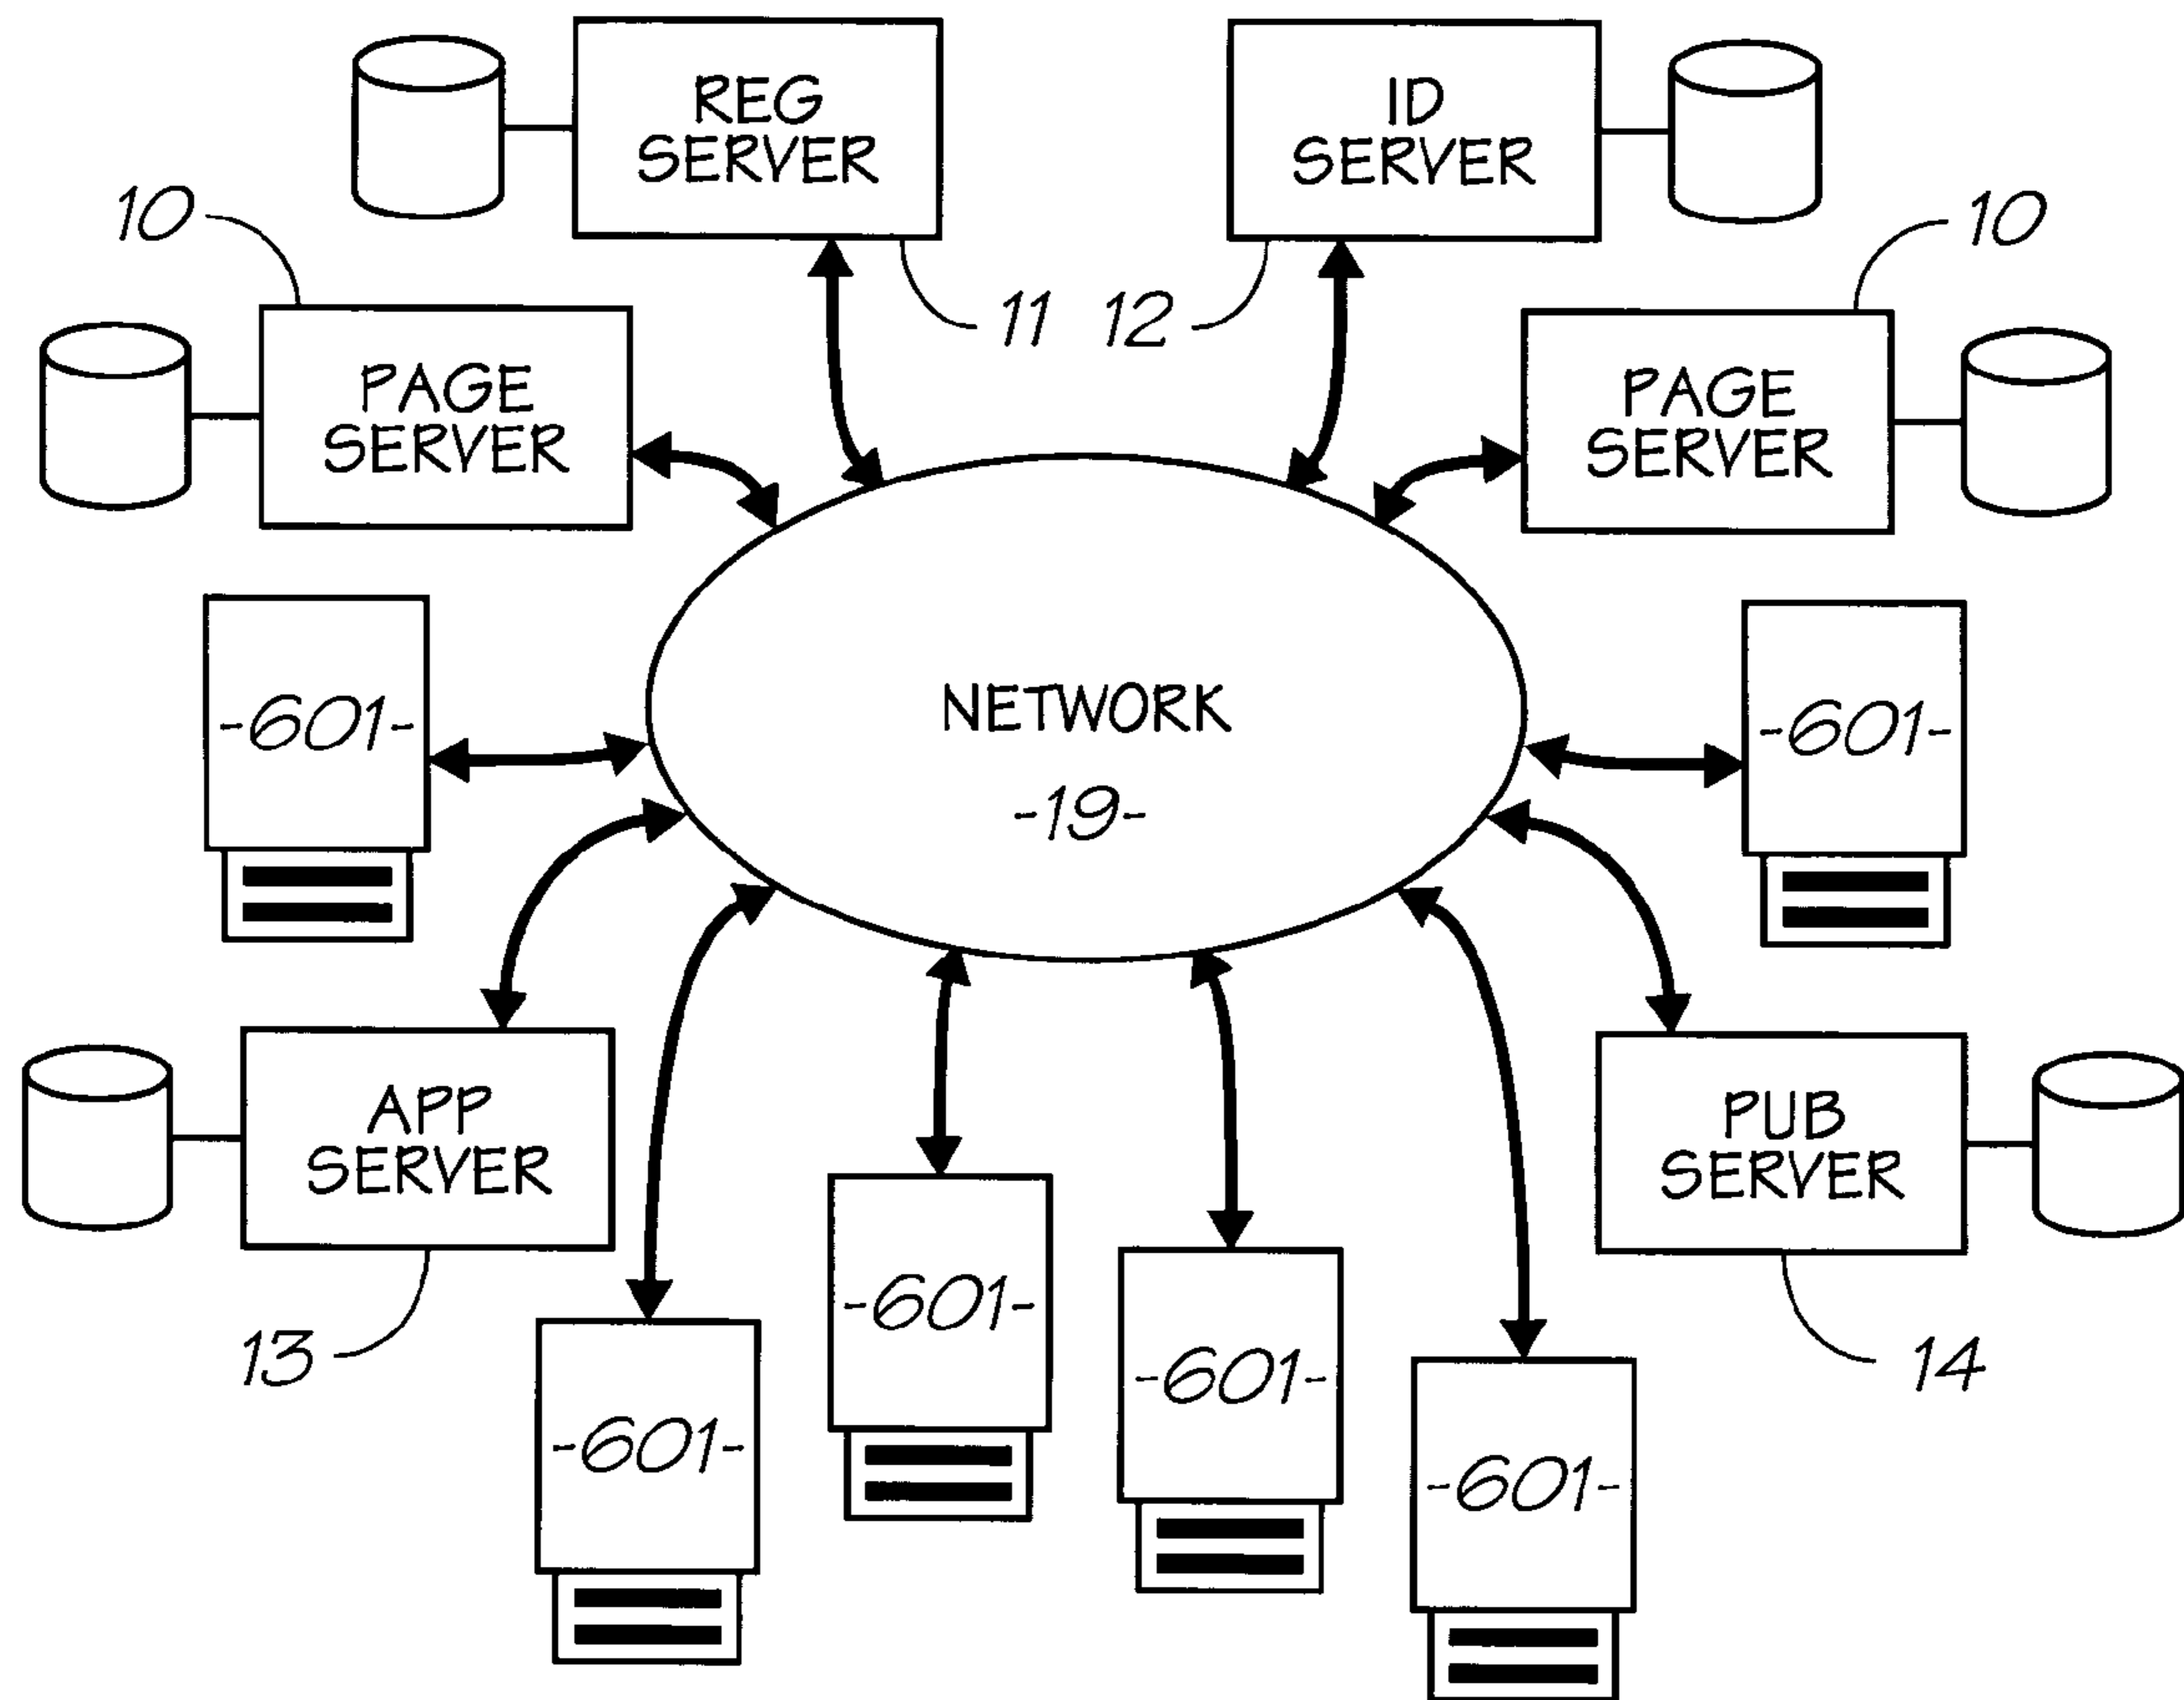 REG
SERVER
ID
SERVER
10
10
11
12
PAGE
SERVER
PAGE
SERVER
-601-
NETWORK
-19-
-601-
APP
SERVER
PUB
SERVER
13
-601-
-601-
-601-
-601-
14